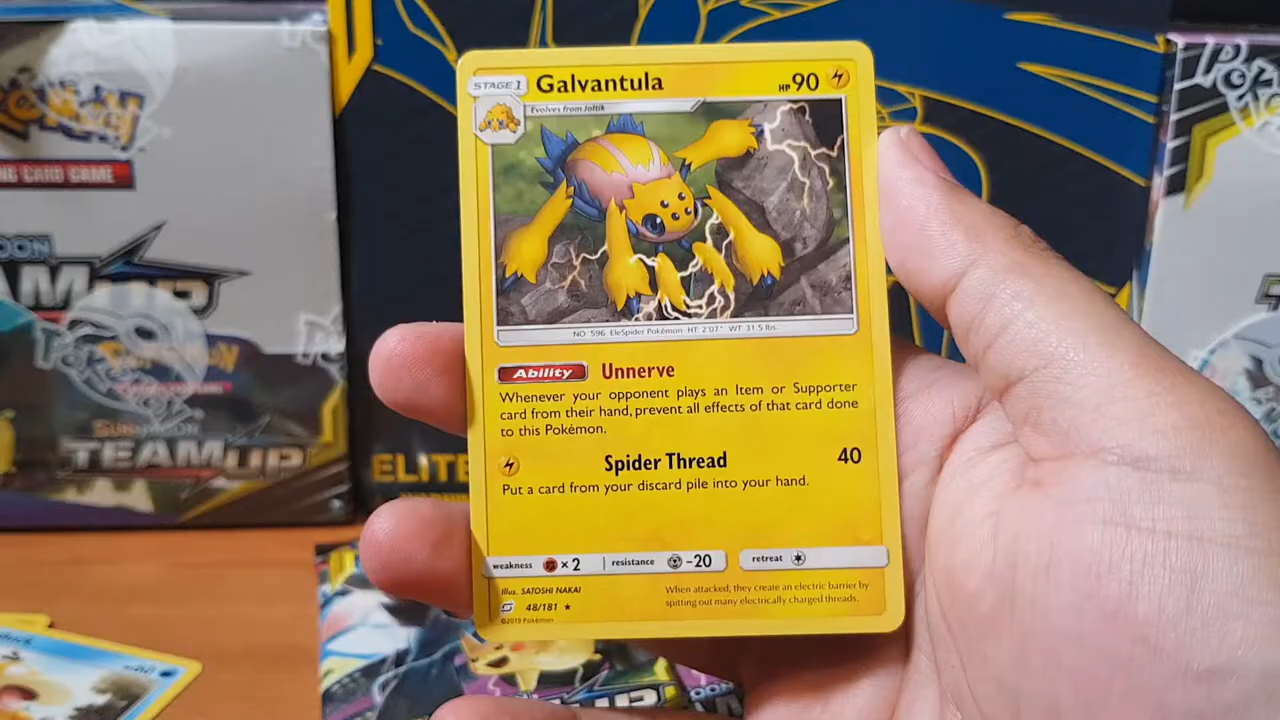 STAGE 1
Galvantula
HP 90
Evolves from Joltik
NO. 596 EleSpider Pokémon HT: 2'07" WT: 31.5 lbs.
Ability Unnerve
Whenever your opponent plays an Item or Supporter
card from their hand, prevent all effects of that card done
to this Pokémon.
Spider Thread 40
Put a card from your discard pile into your hand.
weakness ×2 resistance -20 retreat
Illus. SATOSHI NAKAI
48/181
©2019 Pokémon
When attacked, they create an electric barrier by
spitting out many electrically charged threads.
CARD GAME
TEAM UP
ELITE